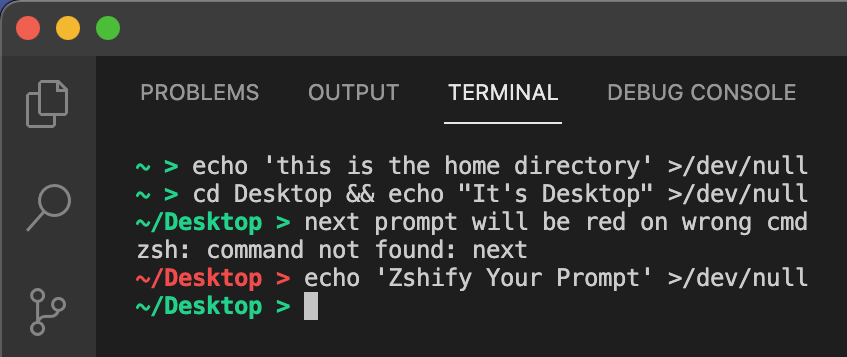 PROBLEMS OUTPUT TERMINAL DEBUG CONSOLE
~ > echo 'this is the home directory' >/dev/null
~ > cd Desktop && echo "It's Desktop" >/dev/null
~/Desktop > next prompt will be red on wrong cmd
zsh: command not found: next
~/Desktop > echo 'Zshify Your Prompt' >/dev/null
~/Desktop >